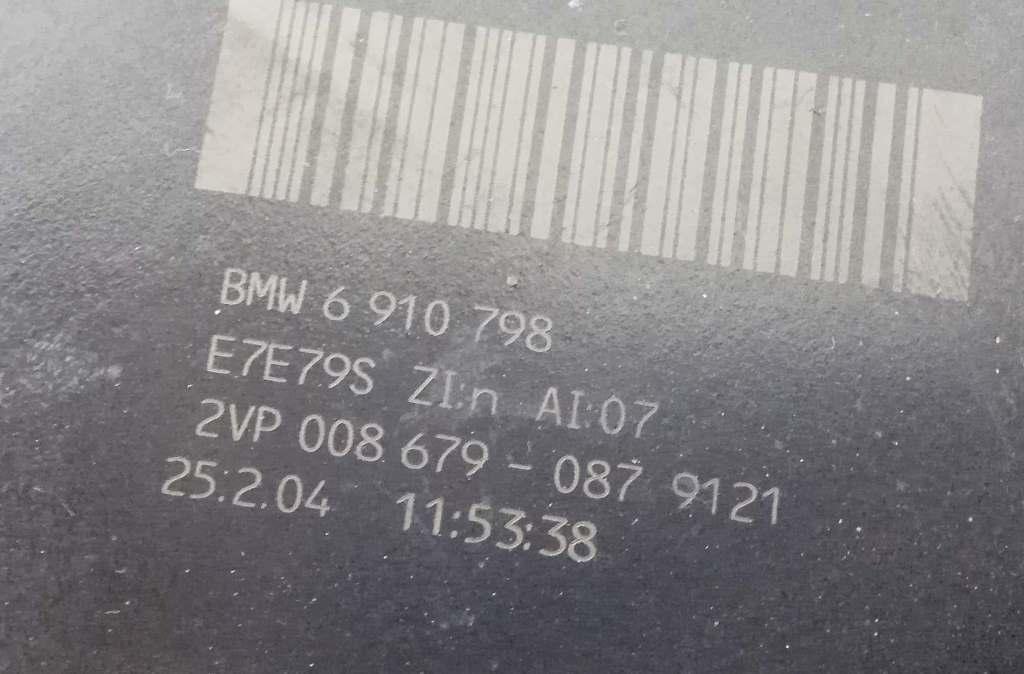 BMW 6 910 798
E7E79S ZI:n AI:07
2VP 008 679 - 087 9121
25.2.04 11:53:38